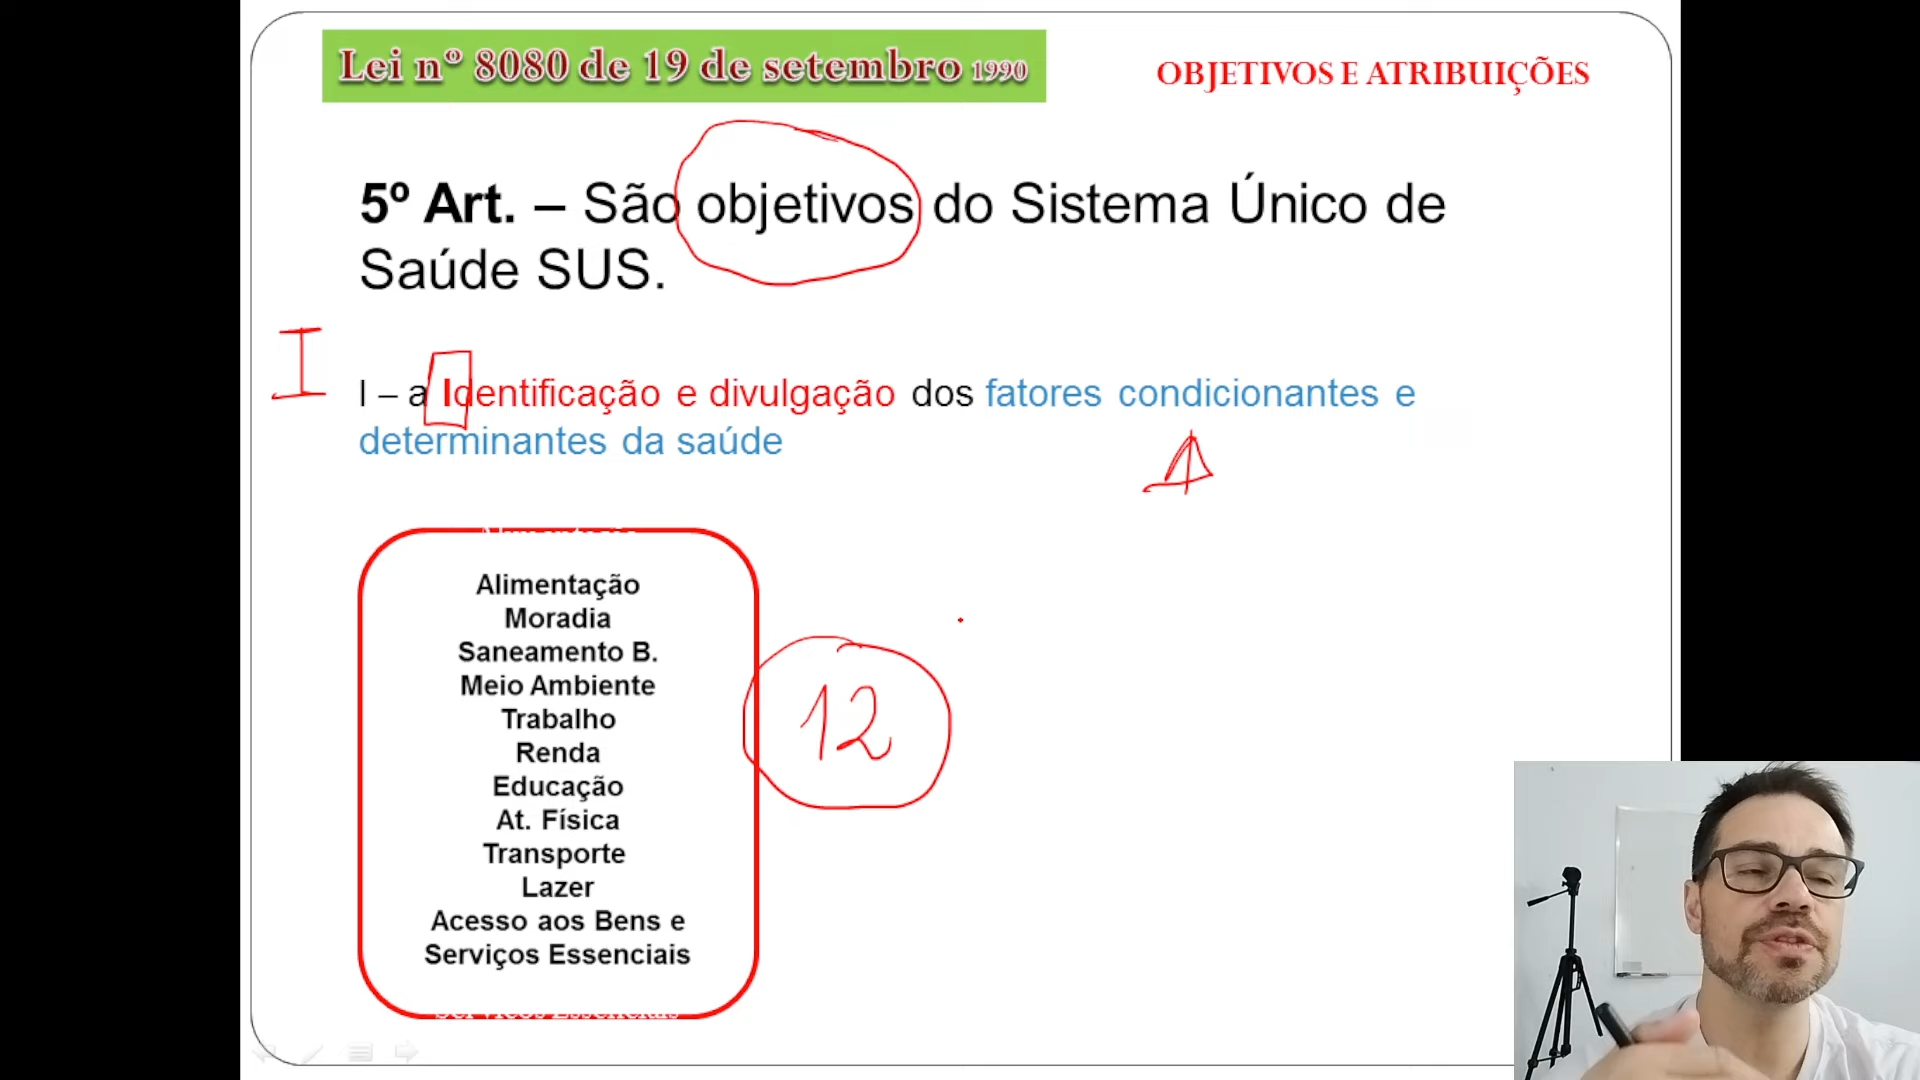 Lei nº 8080 de 19 de setembro 1990
OBJETIVOS E ATRIBUIÇÕES
5º Art. – São objetivos do Sistema Único de
Saúde SUS.
I
I – a Identificação e divulgação dos fatores condicionantes e
determinantes da saúde
Alimentação
Moradia
Saneamento B.
Meio Ambiente
Trabalho
Renda
Educação
At. Física
Transporte
Lazer
Acesso aos Bens e
Serviços Essenciais
12
Serviços Essenciais